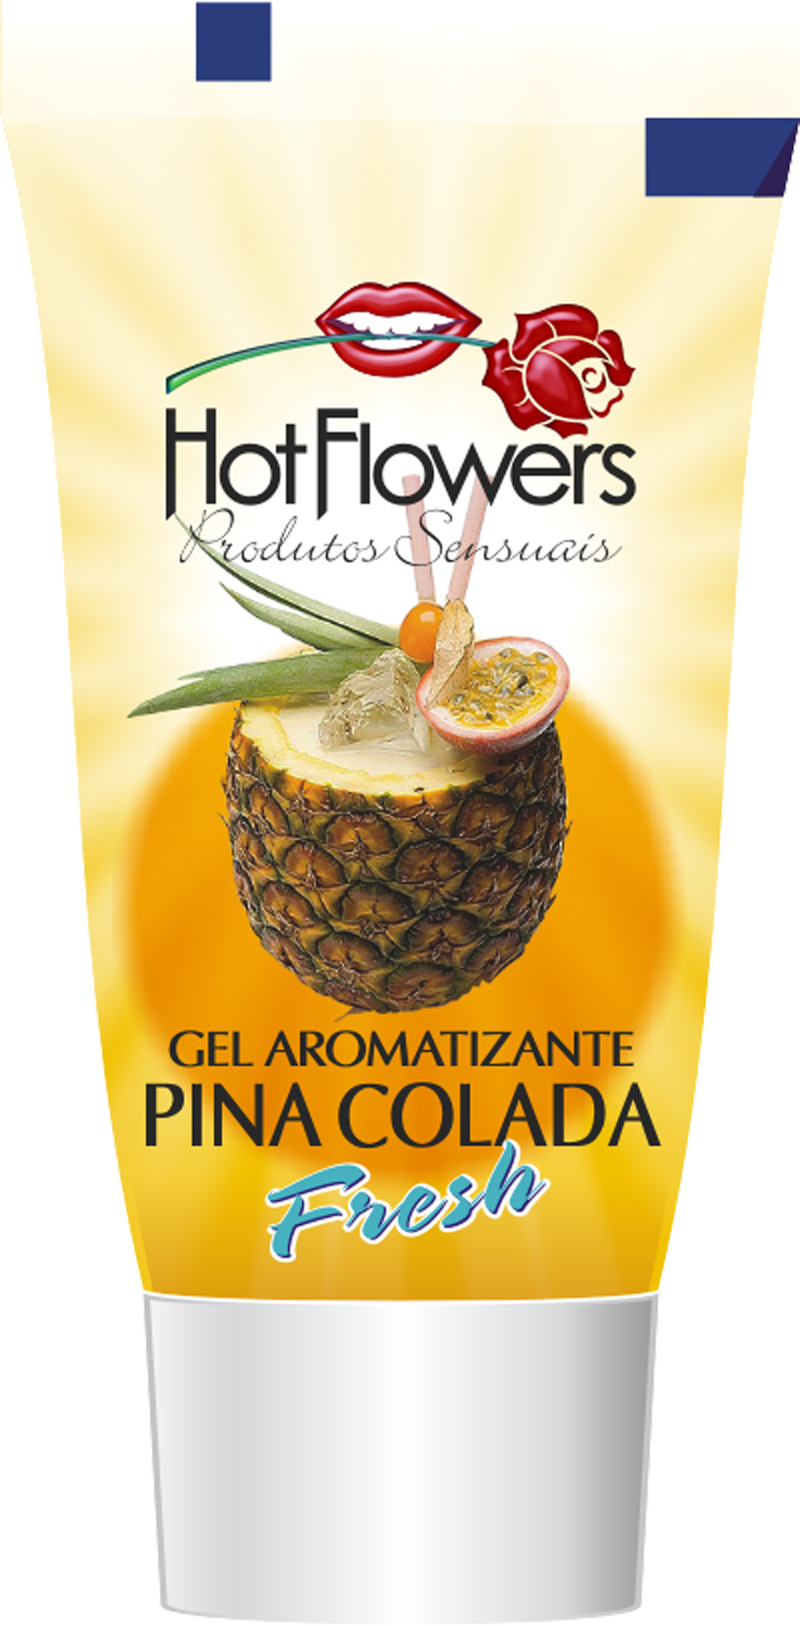 HotFlowers
Produtos Sensuais
GEL AROMATIZANTE
PINA COLADA
Fresh